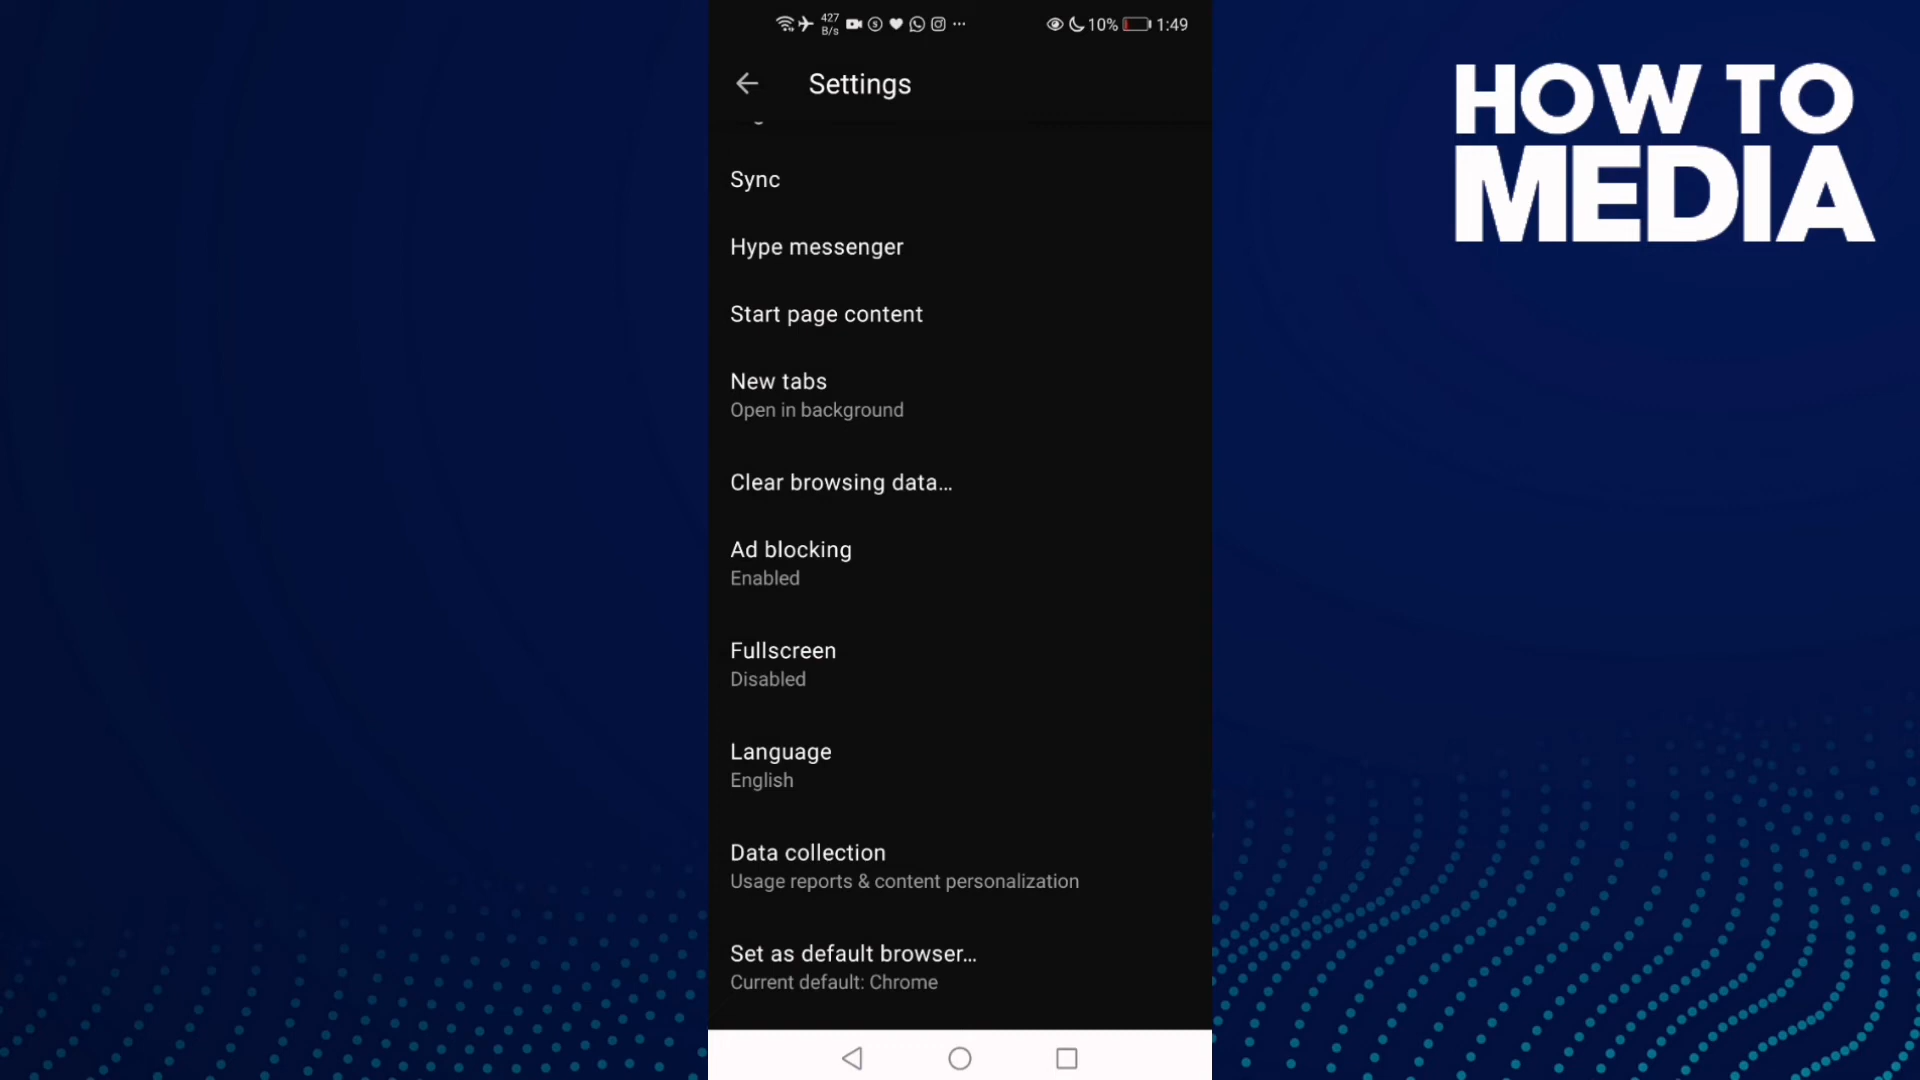 427
B/s
10%
1:49
HOW TO
MEDIA
Settings
Sync
Hype messenger
Start page content
New tabs
Open in background
Clear browsing data...
Ad blocking
Enabled
Fullscreen
Disabled
Language
English
Data collection
Usage reports & content personalization
Set as default browser...
Current default: Chrome